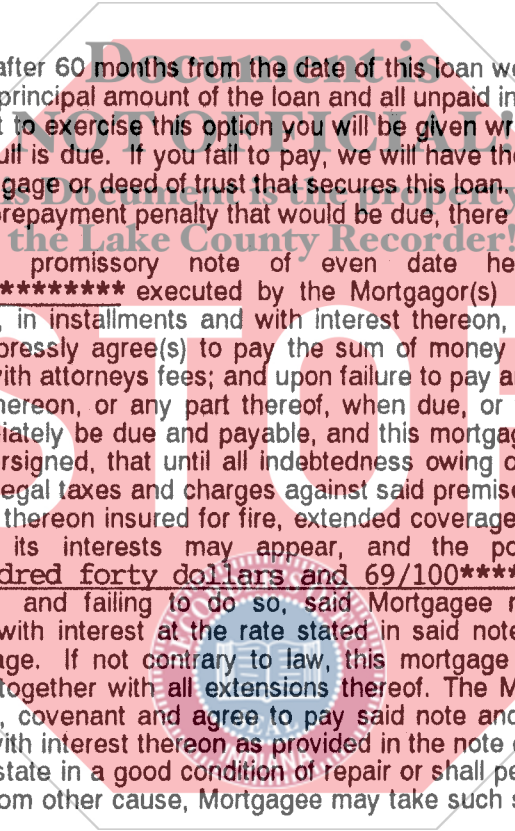 Document is
after 60 months from the date of this loan we
principal amount of the loan and all unpaid in
NOT OFFICIAL!
t to exercise this option you will be given wr
ull is due. If you fail to pay, we will have the
gage or deed of trust that secures this loan.
s Document is the property
repayment penalty that would be due, there
the Lake County Recorder!
promissory note of even date he
********* executed by the Mortgagor(s)
, in installments and with interest thereon,
pressly agree(s) to pay the sum of money
vith attorneys fees; and upon failure to pay a
hereon, or any part thereof, when due, or
STOP
iately be due and payable, and this mortgag
rsigned, that until all indebtedness owing o
egal taxes and charges against said premise
thereon insured for fire, extended coverage
its interests may appear, and the po
dred forty dollars and 69/100****
and failing to do so, said Mortgagee
with interest at the rate stated in said note
age. If not contrary to law, this mortgage
together with all extensions thereof. The M
, covenant and agree to pay said note and
vith interest thereon as provided in the note
state in a good condition of repair or shall pe
om other cause, Mortgagee may take such s
RECORDER'S OFFICE
SEAL
INDIANA